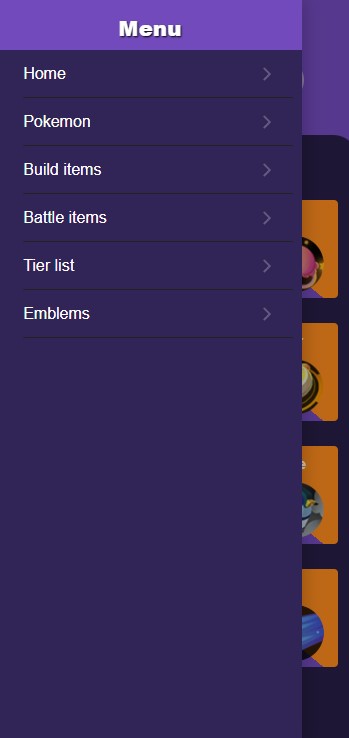 Menu
Home
Pokemon
Build items
Battle items
Tier list
Emblems